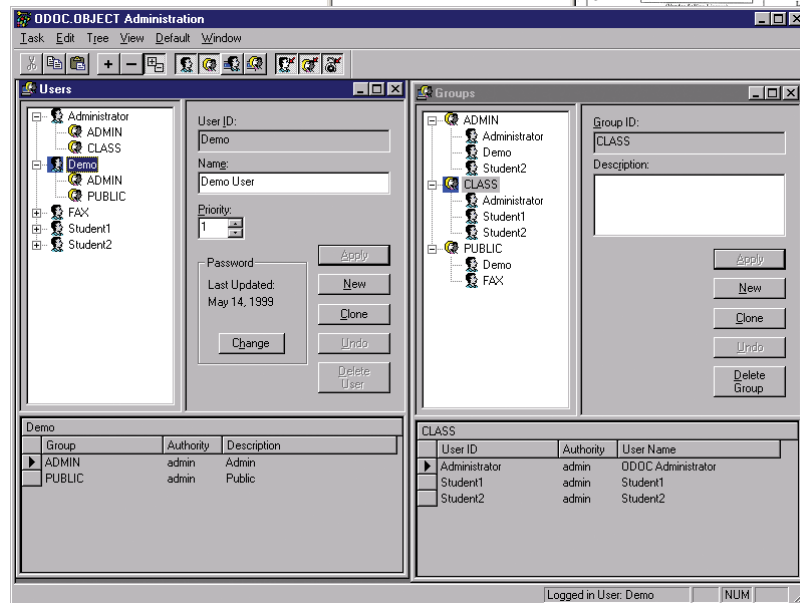 ODOC.OBJECT Administration
Task Edit Tree View Default Window
Users
Administrator
ADMIN
CLASS
Demo
ADMIN
PUBLIC
FAX
Student1
Student2
User ID:
Demo
Name:
Demo User
Priority:
1
Password
Last Updated:
May 14, 1999
Change
Apply
New
Clone
Undo
Delete
User
Demo
Group Authority Description
ADMIN admin Admin
PUBLIC admin Public
Groups
ADMIN
Administrator
Demo
Student2
CLASS
Administrator
Student1
Student2
PUBLIC
Demo
FAX
Group ID:
CLASS
Description:
Apply
New
Clone
Undo
Delete
Group
CLASS
User ID Authority User Name
Administrator admin ODOC Administrator
Student1 admin Student1
Student2 admin Student2
Logged in User: Demo NUM